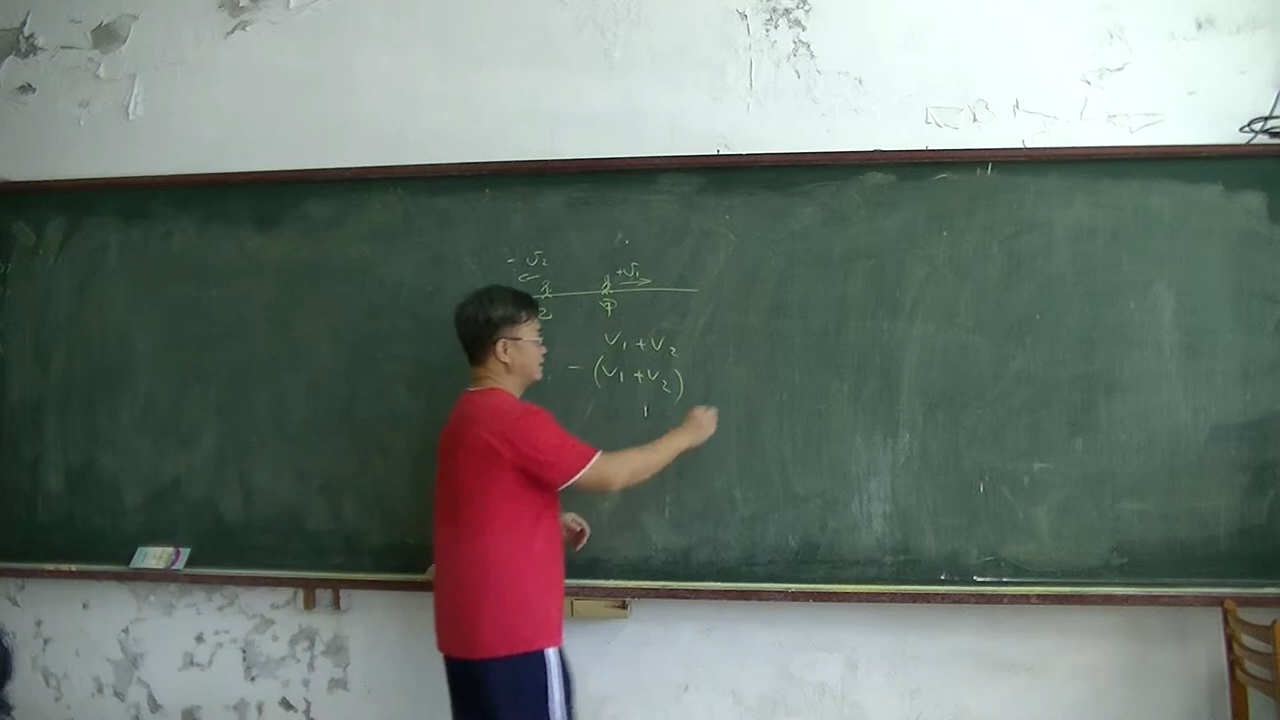 - v₂ +v₁
乙 甲
v₁ + v₂
- (v₁ + v₂)